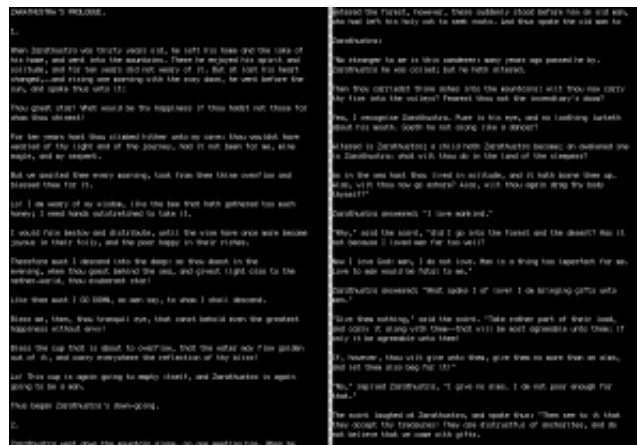 ZARATHUSTRA'S PROLOGUE.
1.
When Zarathustra was thirty years old, he left his home and the lake of
his home, and went into the mountains. There he enjoyed his spirit and
solitude, and for ten years did not weary of it. But at last his heart
changed,--and rising one morning with the rosy dawn, he went before the
sun, and spake thus unto it:
Thou great star! What would be thy happiness if thou hadst not those for
whom thou shinest!
For ten years hast thou climbed hither unto my cave: thou wouldst have
wearied of thy light and of the journey, had it not been for me, mine
eagle, and my serpent.
But we awaited thee every morning, took from thee thine overflow and
blessed thee for it.
Lo! I am weary of my wisdom, like the bee that hath gathered too much
honey; I need hands outstretched to take it.
I would fain bestow and distribute, until the wise have once more become
joyous in their folly, and the poor happy in their riches.
Therefore must I descend into the deep: as thou doest in the
evening, when thou goest behind the sea, and givest light also to the
nether-world, thou exuberant star!
Like thee must I GO DOWN, as men say, to whom I shall descend.
Bless me, then, thou tranquil eye, that canst behold even the greatest
happiness without envy!
Bless the cup that is about to overflow, that the water may flow golden
out of it, and carry everywhere the reflection of thy bliss!
Lo! This cup is again going to empty itself, and Zarathustra is again
going to be a man.
Thus began Zarathustra's down-going.
2.
Zarathustra went down the mountain alone, no one meeting him. When he
entered the forest, however, there suddenly stood before him an old man,
who had left his holy cot to seek roots. And thus spake the old man to
Zarathustra:
"No stranger to me is this wanderer: many years ago passed he by.
Zarathustra he was called; but he hath altered.
Then thou carriedst thine ashes into the mountains: wilt thou now carry
thy fire into the valleys? Fearest thou not the incendiary's doom?
Yea, I recognise Zarathustra. Pure is his eye, and no loathing lurketh
about his mouth. Goeth he not along like a dancer?
Altered is Zarathustra; a child hath Zarathustra become; an awakened one
is Zarathustra: what wilt thou do in the land of the sleepers?
As in the sea hast thou lived in solitude, and it hath borne thee up.
Alas, wilt thou now go ashore? Alas, wilt thou again drag thy body
thyself?"
Zarathustra answered: "I love mankind."
"Why," said the saint, "did I go into the forest and the desert? Was it
not because I loved men far too well?
Now I love God: men, I do not love. Man is a thing too imperfect for me.
Love to man would be fatal to me."
Zarathustra answered: "What spake I of love! I am bringing gifts unto
men."
"Give them nothing," said the saint. "Take rather part of their load,
and carry it along with them--that will be most agreeable unto them: if
only it be agreeable unto thee!
If, however, thou wilt give unto them, give them no more than an alms,
and let them also beg for it!"
"No," replied Zarathustra, "I give no alms. I am not poor enough for
that."
The saint laughed at Zarathustra, and spake thus: "Then see to it that
they accept thy treasures! They are distrustful of anchorites, and do
not believe that we come with gifts.